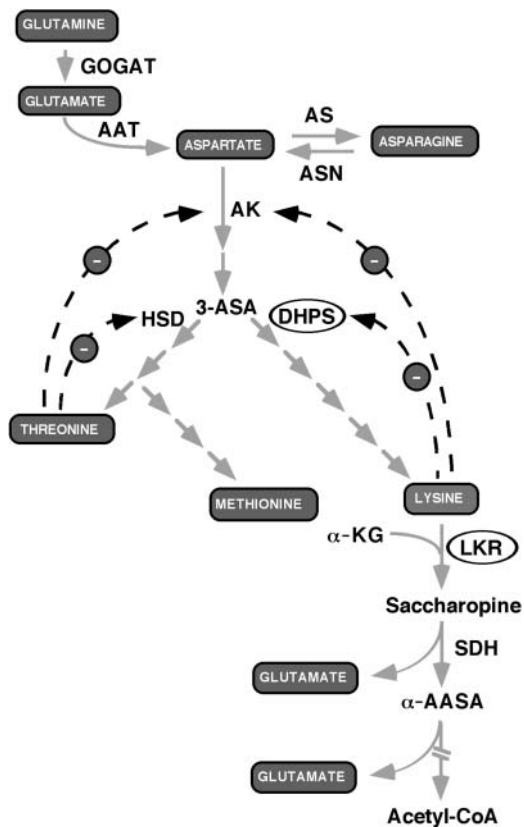 GLUTAMINE
GOGAT
GLUTAMATE
AAT
AS
ASPARTATE
ASPARAGINE
ASN
AK
-
-
3-ASA
HSD
DHPS
-
-
THREONINE
METHIONINE
LYSINE
α-KG
LKR
Saccharopine
SDH
GLUTAMATE
α-AASA
GLUTAMATE
Acetyl-CoA